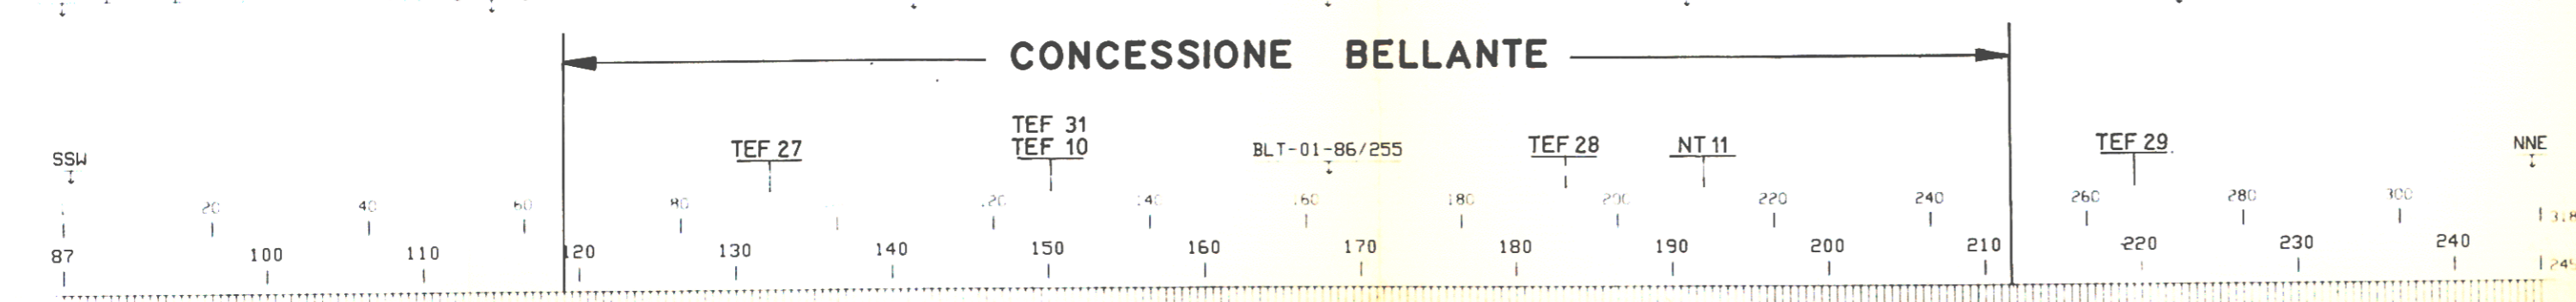 CONCESSIONE BELLANTE
TEF 31
SSW TEF 27 TEF 10 BLT-01-86/255 TEF 28 NT 11 TEF 29 NNE
20 40 60 80 120 140 160 180 200 220 240 260 280 300
87 100 110 120 130 140 150 160 170 180 190 200 210 220 230 240